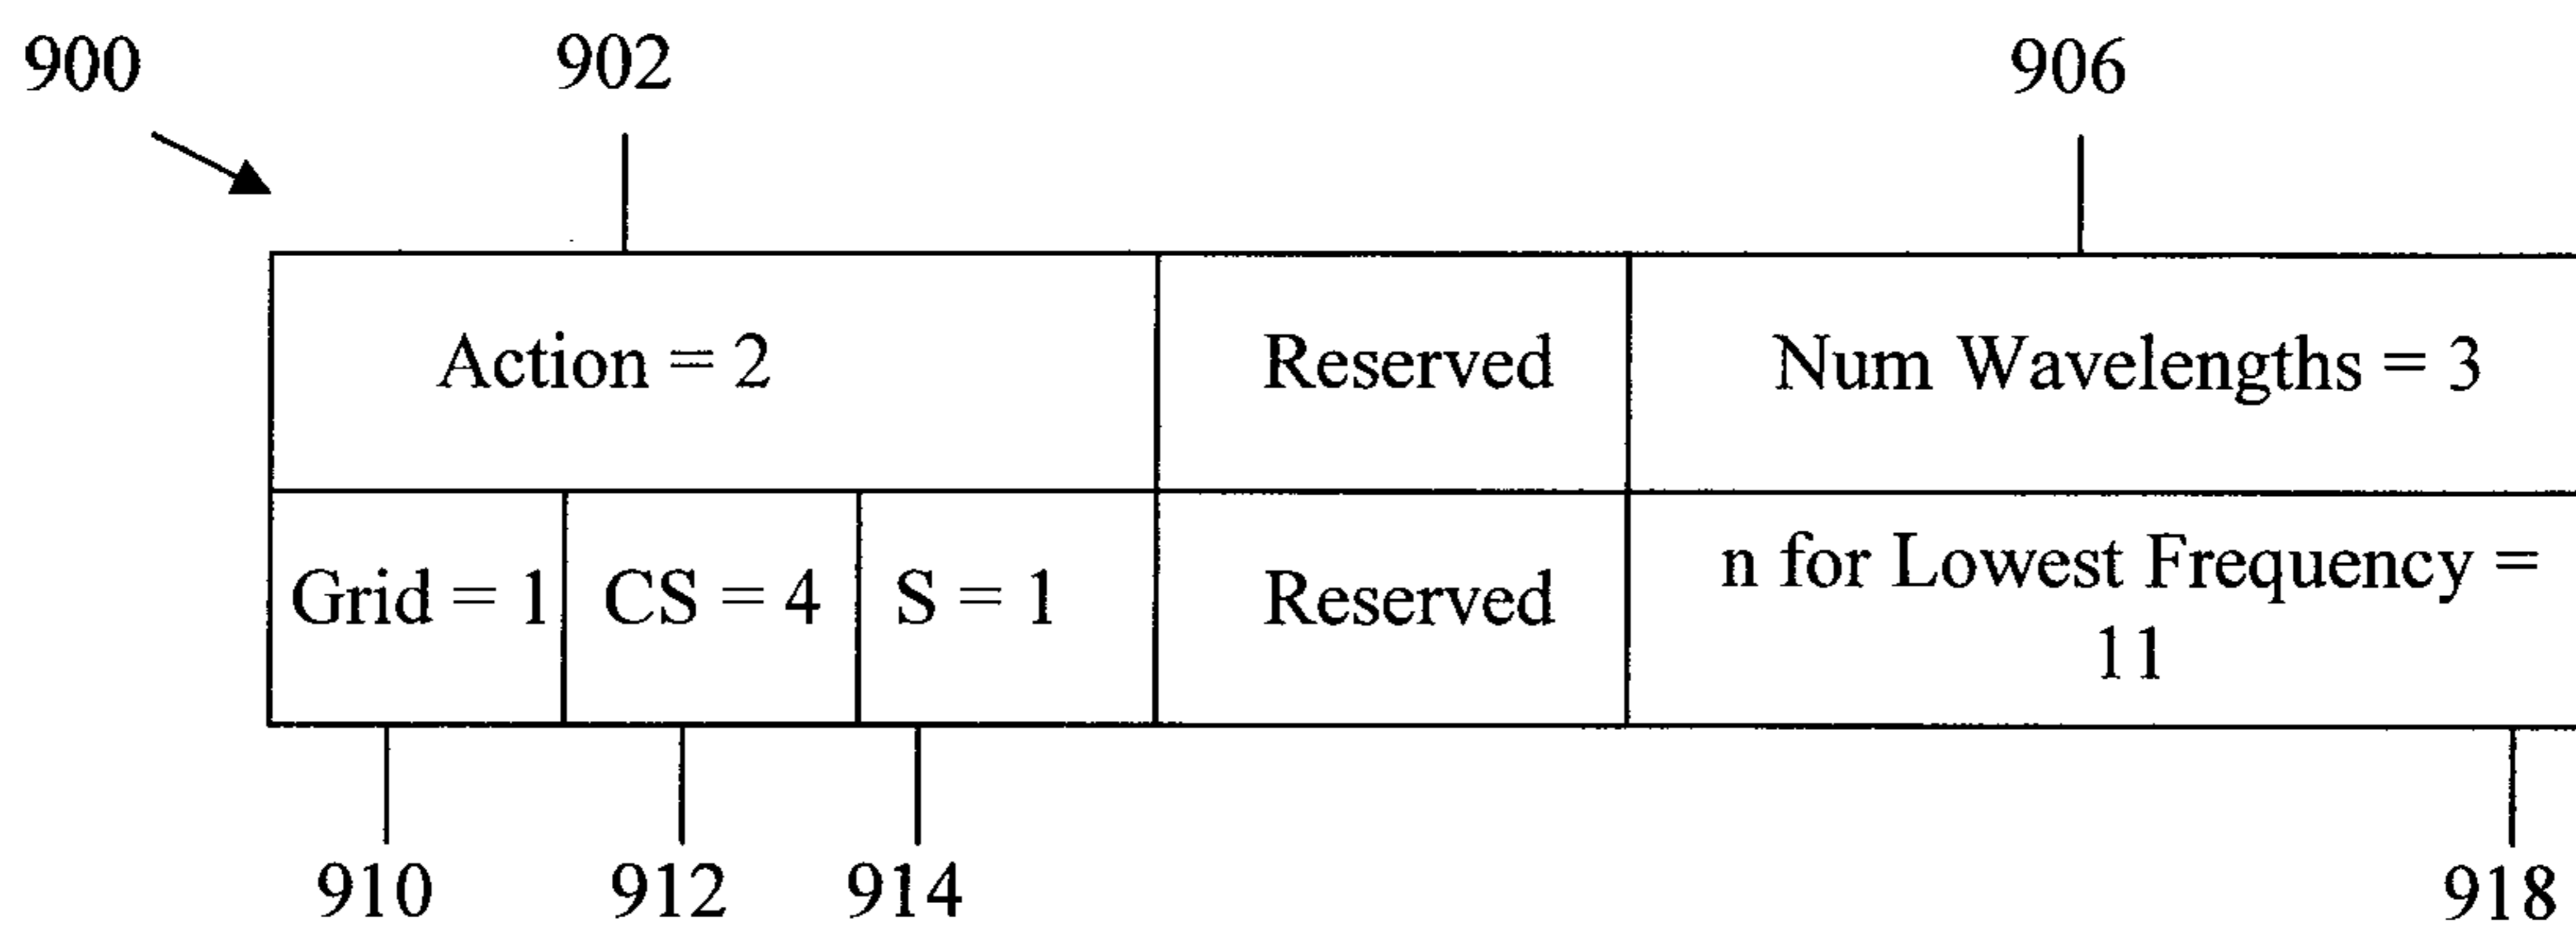 900
902
906
Action = 2
Reserved
Num Wavelengths = 3
Grid = 1
CS = 4
S = 1
Reserved
n for Lowest Frequency =
11
910
912
914
918